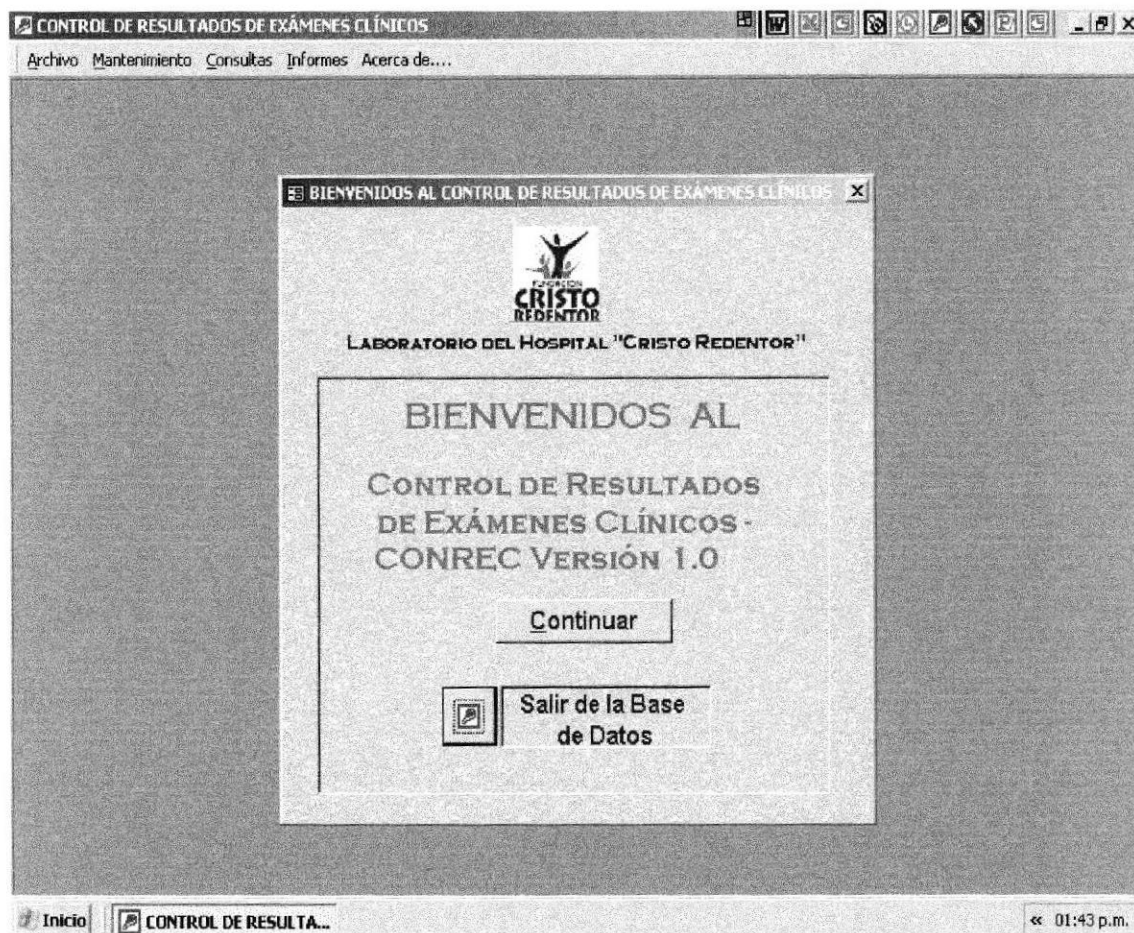 CONTROL DE RESULTADOS DE EXÁMENES CLÍNICOS
Archivo Mantenimiento Consultas Informes Acerca de....
BIENVENIDOS AL CONTROL DE RESULTADOS DE EXÁMENES CLÍNICOS
FUNDACION
CRISTO
REDENTOR
LABORATORIO DEL HOSPITAL "CRISTO REDENTOR"
BIENVENIDOS AL
CONTROL DE RESULTADOS
DE EXÁMENES CLÍNICOS -
CONREC VERSIÓN 1.0
Continuar
Salir de la Base
de Datos
Inicio CONTROL DE RESULTA... « 01:43 p.m.